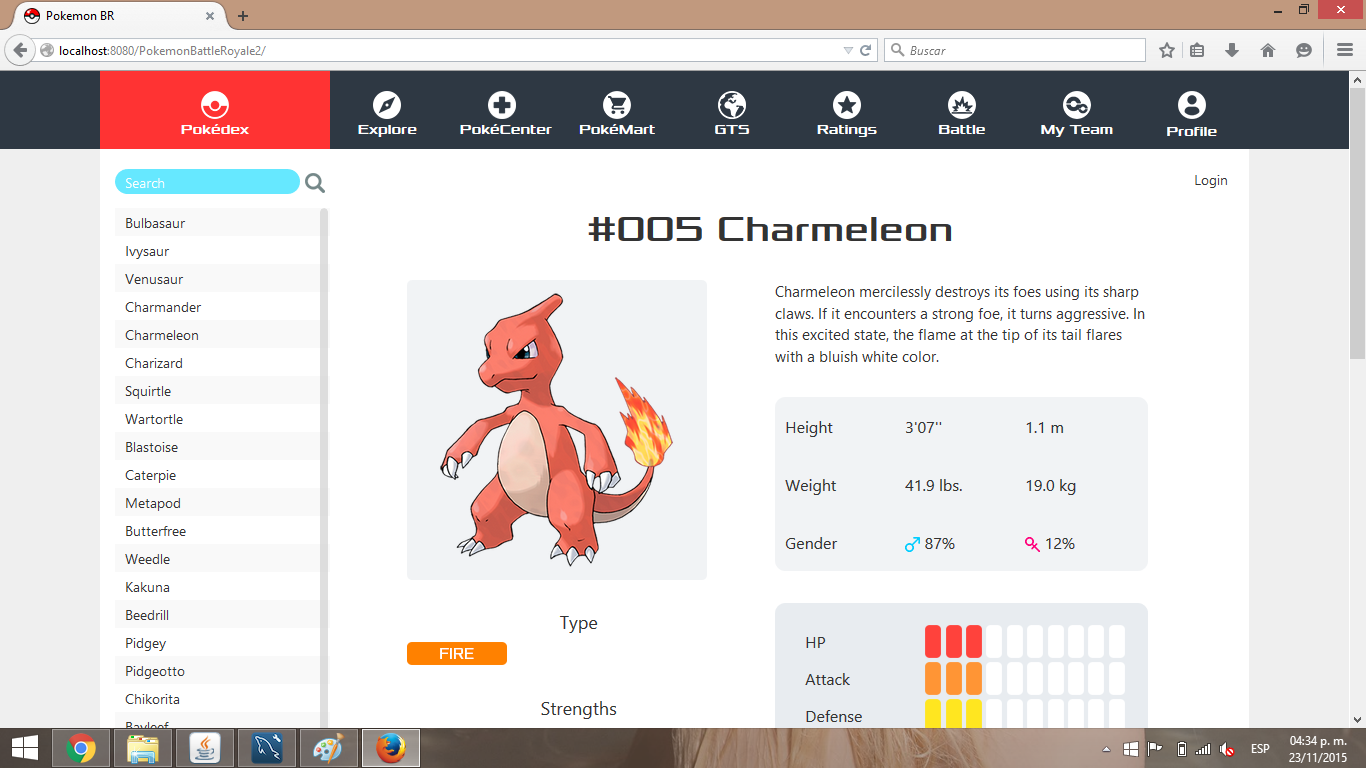 Pokemon BR
localhost:8080/PokemonBattleRoyale2/
Buscar
Pokédex
Explore
PokéCenter
PokéMart
GTS
Ratings
Battle
My Team
Profile
Search
Login
Bulbasaur
Ivysaur
Venusaur
Charmander
Charmeleon
Charizard
Squirtle
Wartortle
Blastoise
Caterpie
Metapod
Butterfree
Weedle
Kakuna
Beedrill
Pidgey
Pidgeotto
Chikorita
Bayleef
#005 Charmeleon
Charmeleon mercilessly destroys its foes using its sharp
claws. If it encounters a strong foe, it turns aggressive. In
this excited state, the flame at the tip of its tail flares
with a bluish white color.
Height 3'07'' 1.1 m
Weight 41.9 lbs. 19.0 kg
Gender 87% 12%
Type
FIRE
Strengths
HP
Attack
Defense
ESP
04:34 p. m.
23/11/2015